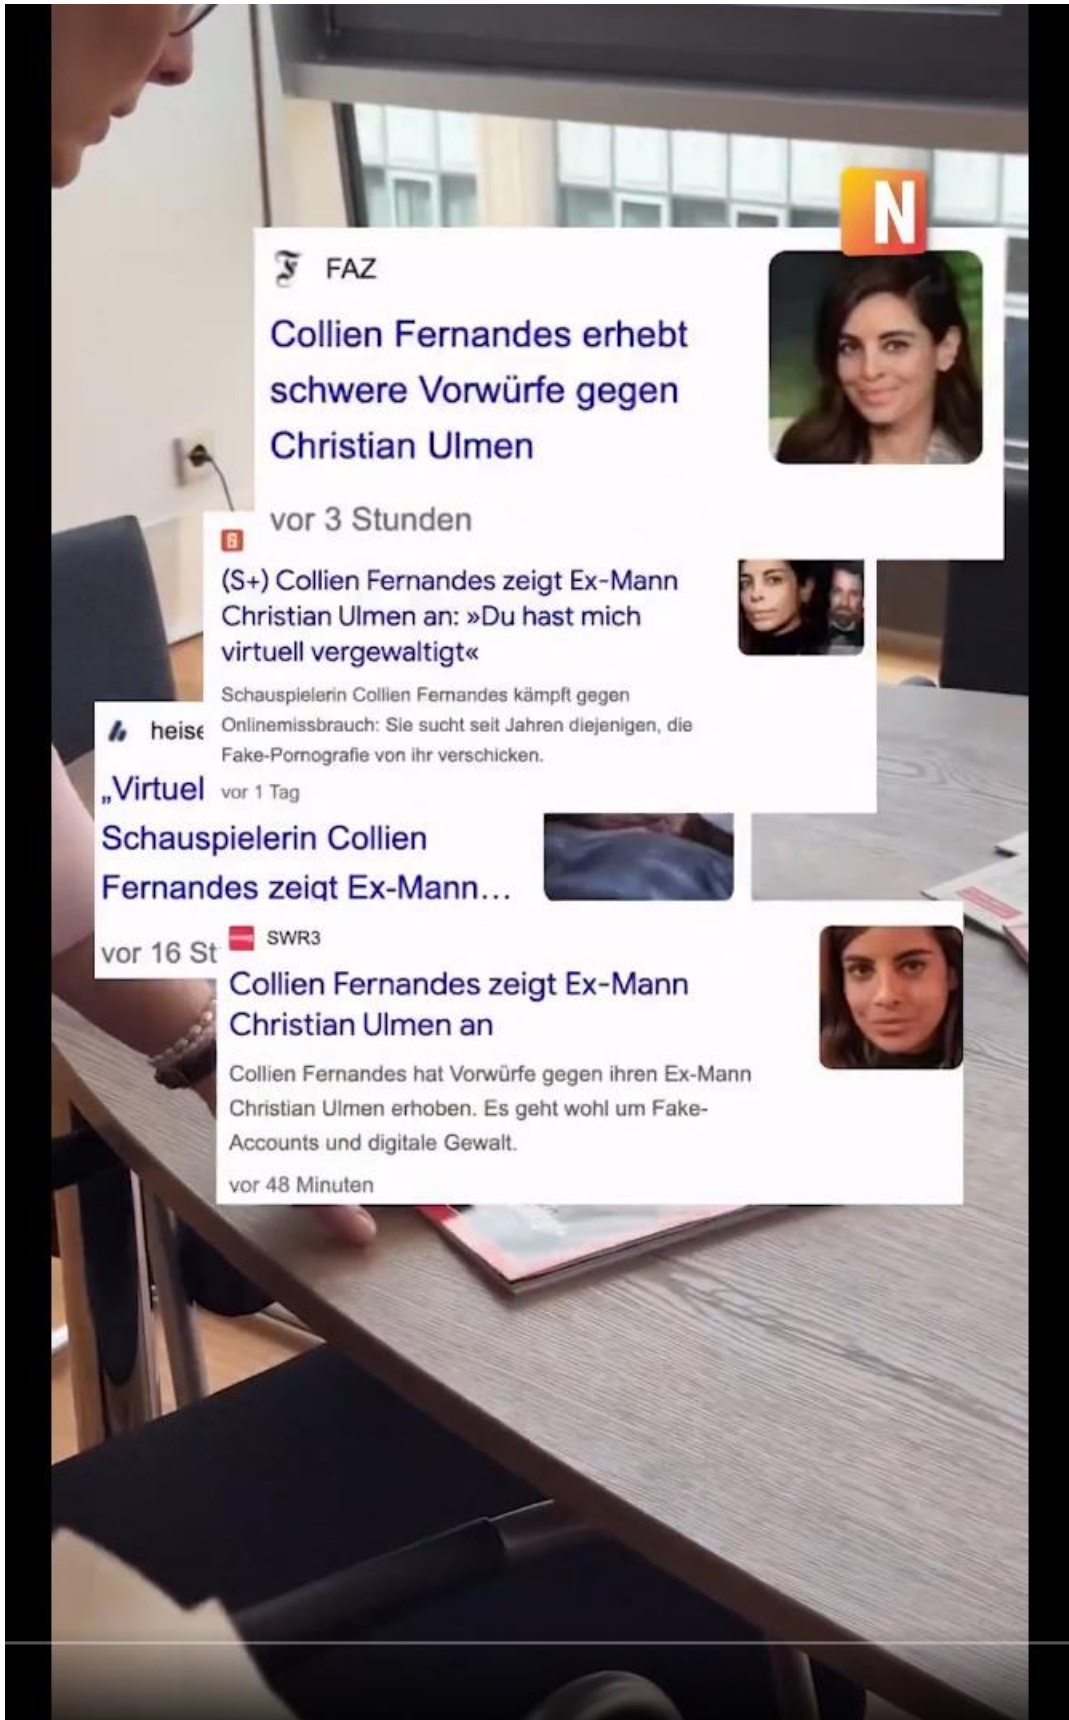 N
FAZ
Collien Fernandes erhebt
schwere Vorwürfe gegen
Christian Ulmen
vor 3 Stunden
(S+) Collien Fernandes zeigt Ex-Mann
Christian Ulmen an: »Du hast mich
virtuell vergewaltigt«
Schauspielerin Collien Fernandes kämpft gegen
Onlinemissbrauch: Sie sucht seit Jahren diejenigen, die
Fake-Pornografie von ihr verschicken.
vor 1 Tag
heise
„Virtuel
Schauspielerin Collien
Fernandes zeigt Ex-Mann...
vor 16 St
SWR3
Collien Fernandes zeigt Ex-Mann
Christian Ulmen an
Collien Fernandes hat Vorwürfe gegen ihren Ex-Mann
Christian Ulmen erhoben. Es geht wohl um Fake-
Accounts und digitale Gewalt.
vor 48 Minuten